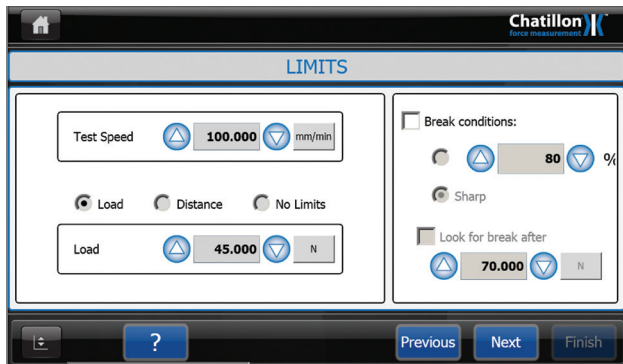 Chatillon
force measurement
LIMITS
Test Speed 100.000 mm/min
Load Distance No Limits
Load 45.000 N
Break conditions:
80 %
Sharp
Look for break after
70.000 N
? Previous Next Finish